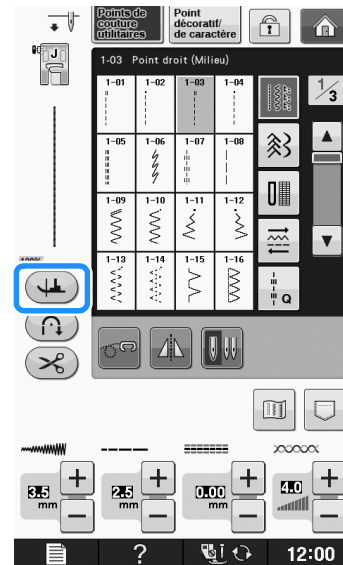 Points de
couture
utilitaires
Point
décoratif/
de caractère
J
1-03 Point droit (Milieu)
1/3
1-01 1-02 1-03 1-04
1-05 1-06 1-07 1-08
1-09 1-10 1-11 1-12
1-13 1-14 1-15 1-16
100%
Q
3.5 mm
2.5 mm
0.00 mm
4.0
? i 12:00